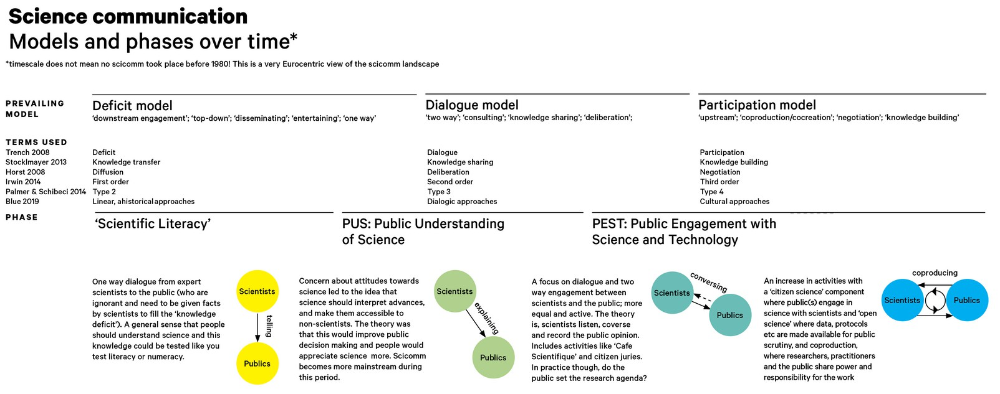 Science communication
Models and phases over time*
*timescale does not mean no scicomm took place before 1980! This is a very Eurocentric view of the scicomm landscape
PREVAILING
MODEL
Deficit model
‘downstream engagement’; ‘top-down’; ‘disseminating’; ‘entertaining’; ‘one way’
Dialogue model
‘two way’; ‘consulting’; ‘knowledge sharing’; ‘deliberation’;
Participation model
‘upstream’; ‘coproduction/cocreation’; ‘negotiation’; ‘knowledge building’
TERMS USED
Trench 2008 Deficit Dialogue Participation
Stocklmayer 2013 Knowledge transfer Knowledge sharing Knowledge building
Horst 2008 Diffusion Deliberation Negotiation
Irwin 2014 First order Second order Third order
Palmer & Schibeci 2014 Type 2 Type 3 Type 4
Blue 2019 Linear, ahistorical approaches Dialogic approaches Cultural approaches
PHASE
‘Scientific Literacy’
PUS: Public Understanding
of Science
PEST: Public Engagement with
Science and Technology
One way dialogue from expert
scientists to the public (who are
ignorant and need to be given facts
by scientists to fill the ‘knowledge
deficit’). A general sense that people
should understand science and this
knowledge could be tested like you
test literacy or numeracy.
Scientists
telling
Publics
Concern about attitudes towards
science led to the idea that
science should interpret advances,
and make them accessible to
non-scientists. The theory was
that this would improve public
decision making and people would
appreciate science more. Scicomm
becomes more mainstream during
this period.
Scientists
explaining
Publics
A focus on dialogue and two
way engagement between
scientists and the public; more
equal and active. The theory
is, scientists listen, coverse
and record the public opinion.
Includes activities like ‘Cafe
Scientifique’ and citizen juries.
In practice though, do the
public set the research agenda?
conversing
Scientists
Publics
An increase in activities with
a ‘citizen science’ component
where public(s) engage in
science with scientists and ‘open
science’ where data, protocols
etc are made available for public
scrutiny, and coproduction,
where researchers, practitioners
and the public share power and
responsibility for the work
coproducing
Scientists
Publics